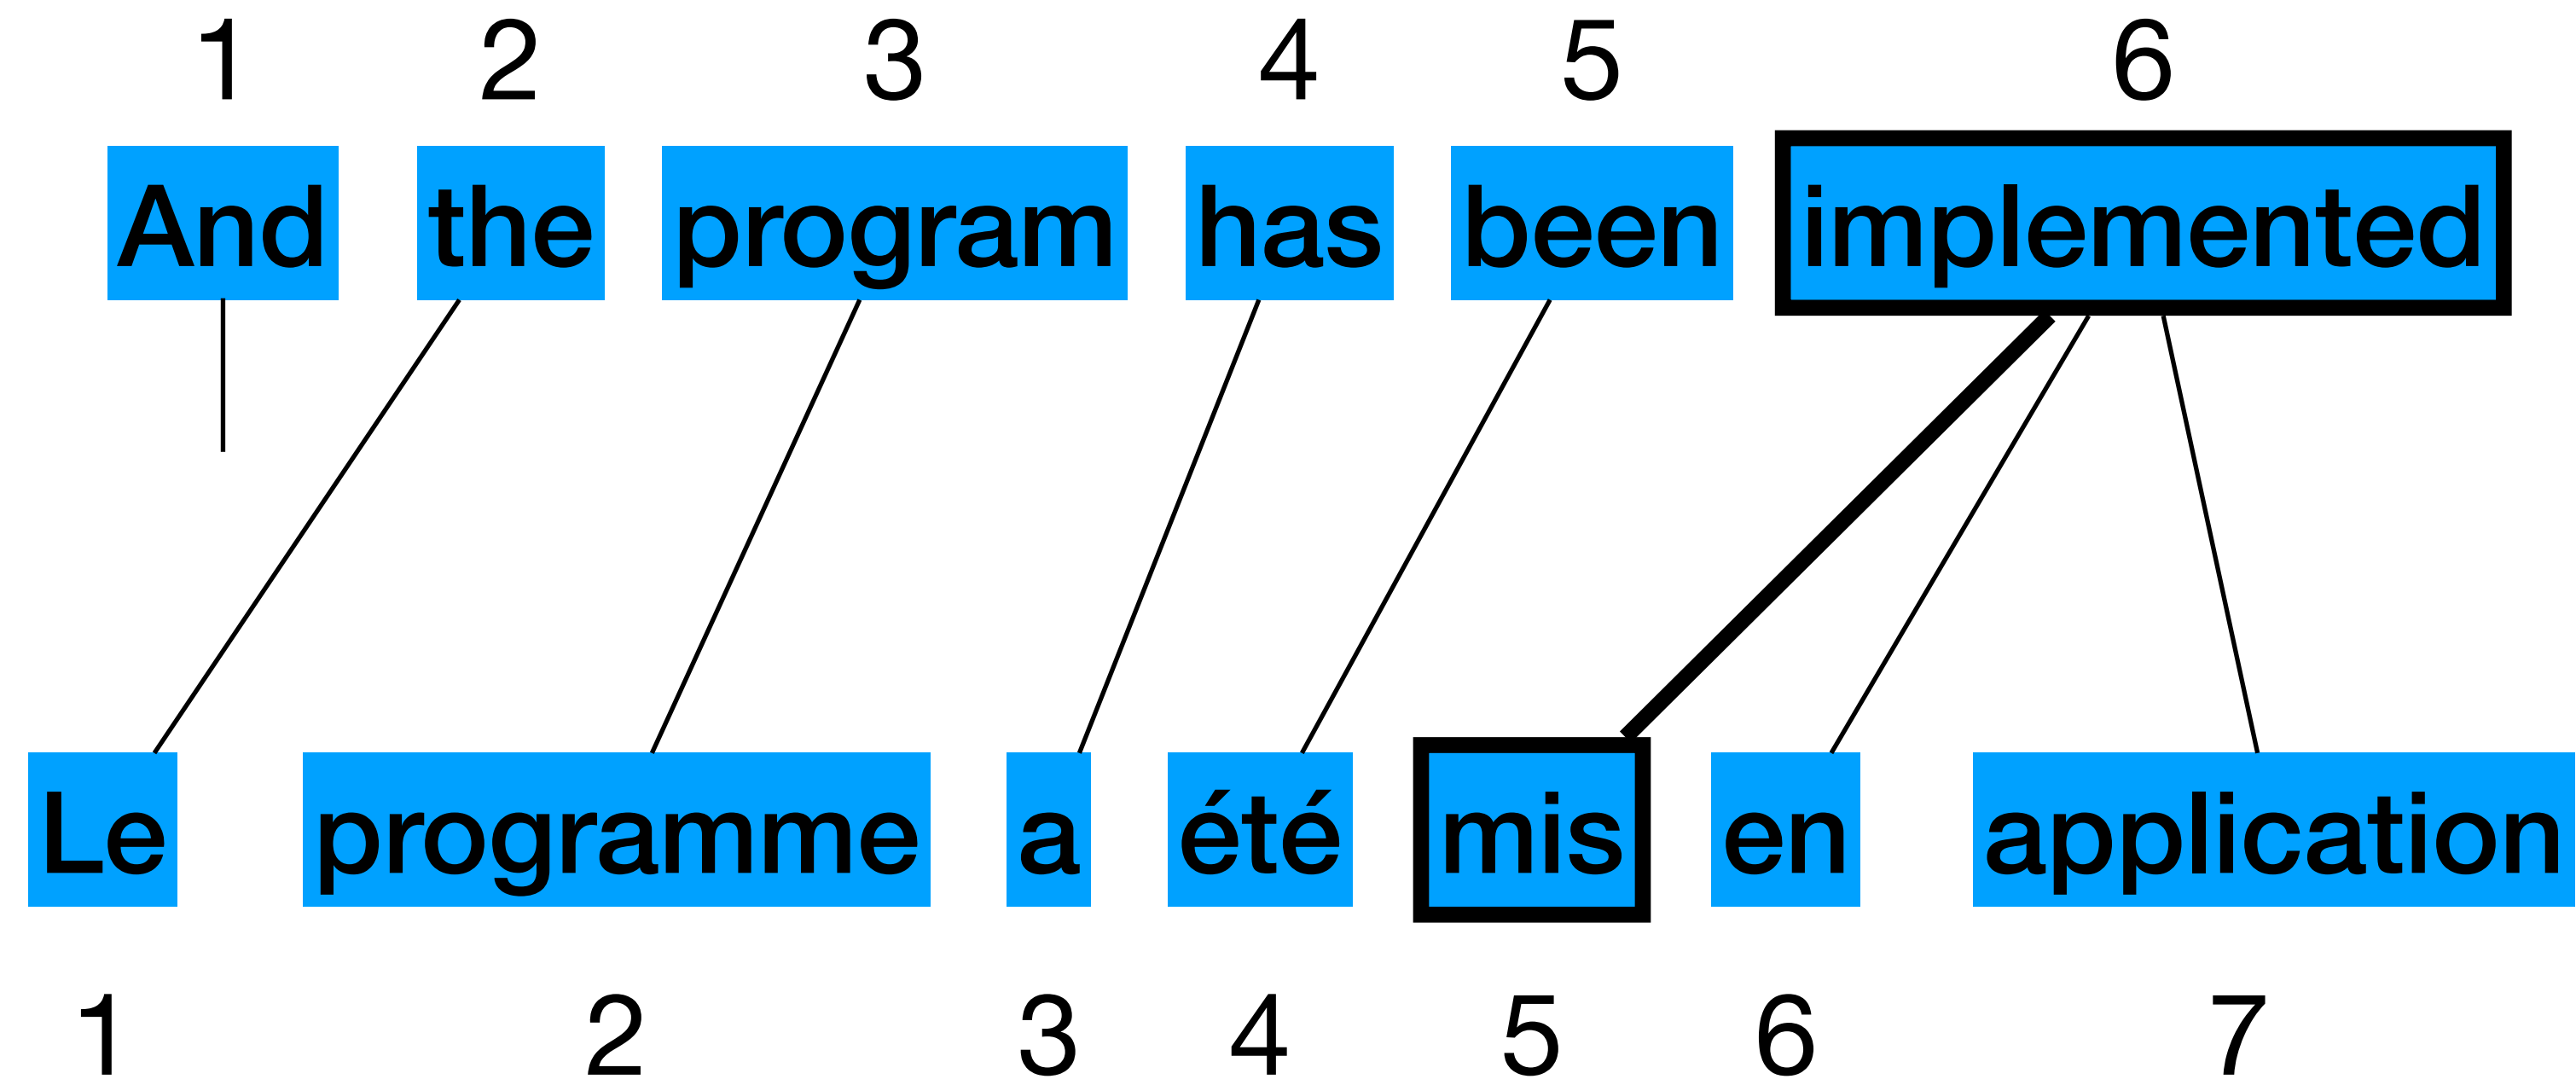 1 2 3 4 5 6
And the program has been implemented
Le programme a été mis en application
1 2 3 4 5 6 7